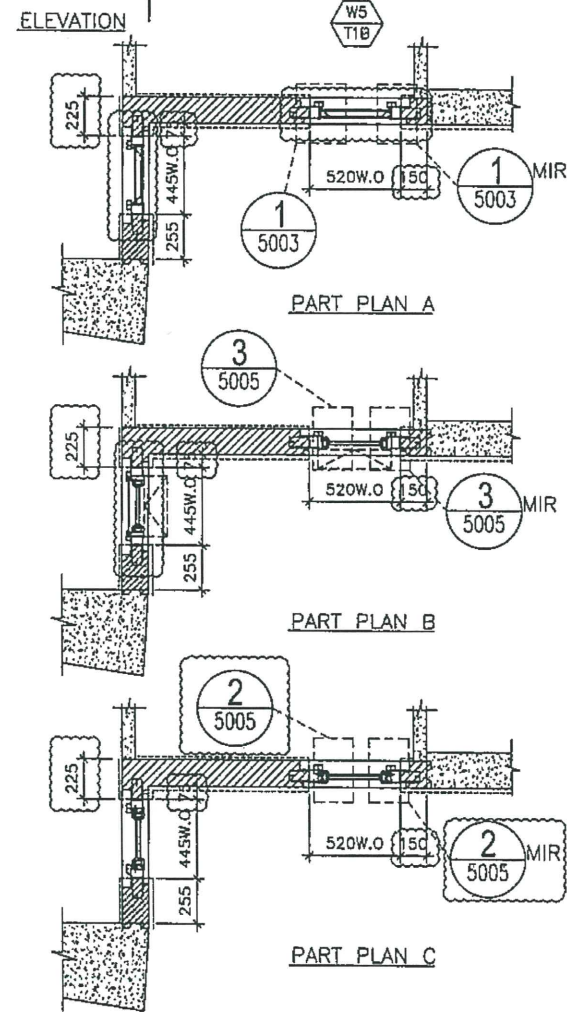 ELEVATION
W5
T1B
225
75
445W.O
255
520W.O
150
1
5003
1
5003
MIR
PART PLAN A
3
5005
225
75
445W.O
255
520W.O
150
3
5005
MIR
PART PLAN B
2
5005
225
75
445W.O
255
520W.O
150
2
5005
MIR
PART PLAN C